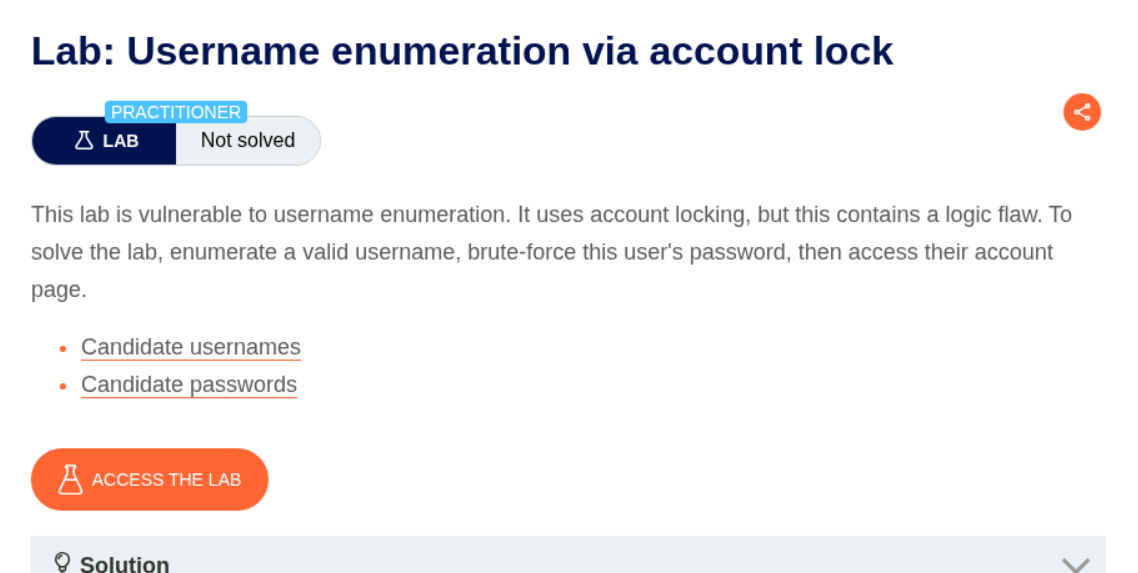 Lab: Username enumeration via account lock
PRACTITIONER
LAB
Not solved
This lab is vulnerable to username enumeration. It uses account locking, but this contains a logic flaw. To
solve the lab, enumerate a valid username, brute-force this user's password, then access their account
page.
Candidate usernames
Candidate passwords
ACCESS THE LAB
Solution